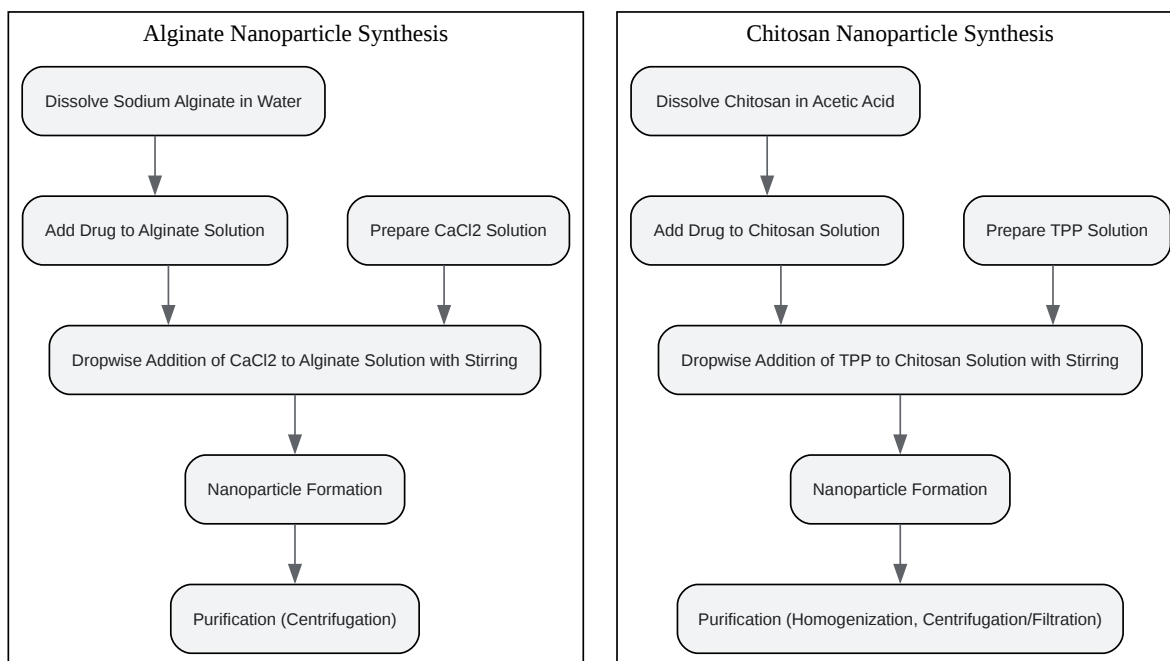 Alginate Nanoparticle Synthesis
Dissolve Sodium Alginate in Water
Add Drug to Alginate Solution
Prepare CaCl2 Solution
Dropwise Addition of CaCl2 to Alginate Solution with Stirring
Nanoparticle Formation
Purification (Centrifugation)
Chitosan Nanoparticle Synthesis
Dissolve Chitosan in Acetic Acid
Add Drug to Chitosan Solution
Prepare TPP Solution
Dropwise Addition of TPP to Chitosan Solution with Stirring
Nanoparticle Formation
Purification (Homogenization, Centrifugation/Filtration)